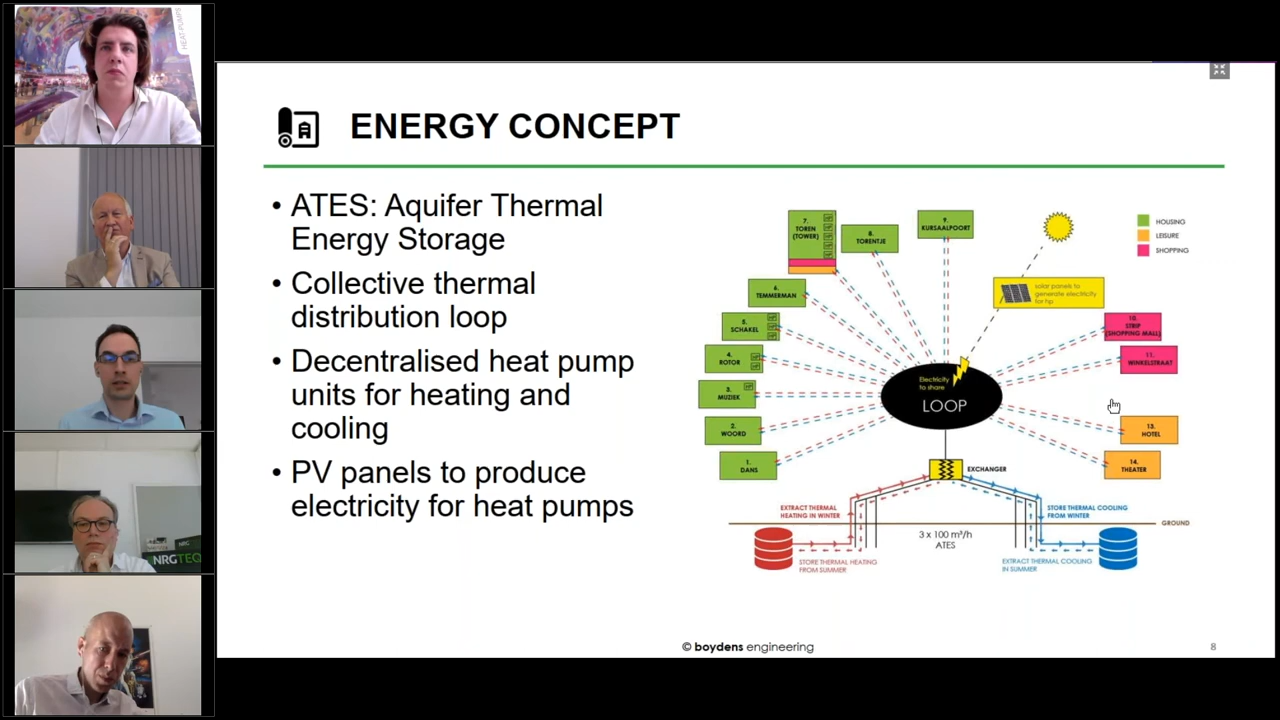 HEAT-PUMPS
NRGTEQ
ENERGY CONCEPT
• ATES: Aquifer Thermal
Energy Storage
• Collective thermal
distribution loop
• Decentralised heat pump
units for heating and
cooling
• PV panels to produce
electricity for heat pumps
7.
TOREN
(TOWER)
8.
TORENTJE
9.
KURSAALPOORT
HOUSING
LEISURE
SHOPPING
6.
TEMMERMAN
solar panels to
generate electricity
for hp
5.
SCHAKEL
10.
STRIP
(SHOPPING MALL)
4.
ROTOR
11.
WINKELSTRAAT
3.
MUZIEK
Electricity
to share
LOOP
2.
WOORD
13.
HOTEL
1.
DANS
14.
THEATER
EXCHANGER
EXTRACT THERMAL
HEATING IN WINTER
STORE THERMAL COOLING
FROM WINTER
GROUND
3 x 100 m³/h
ATES
STORE THERMAL HEATING
FROM SUMMER
EXTRACT THERMAL COOLING
IN SUMMER
© boydens engineering
8